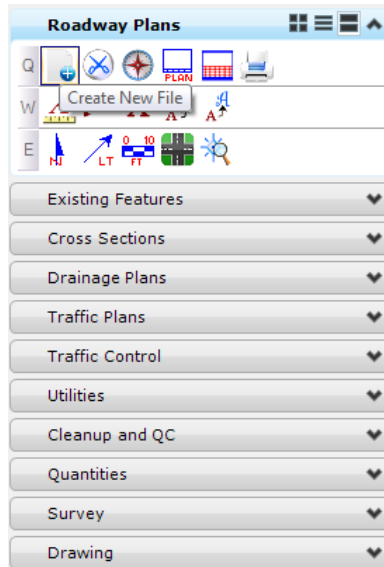 Roadway Plans
Q PLAN
Create New File
W A A A
E N LT 0 10 FT
Existing Features
Cross Sections
Drainage Plans
Traffic Plans
Traffic Control
Utilities
Cleanup and QC
Quantities
Survey
Drawing